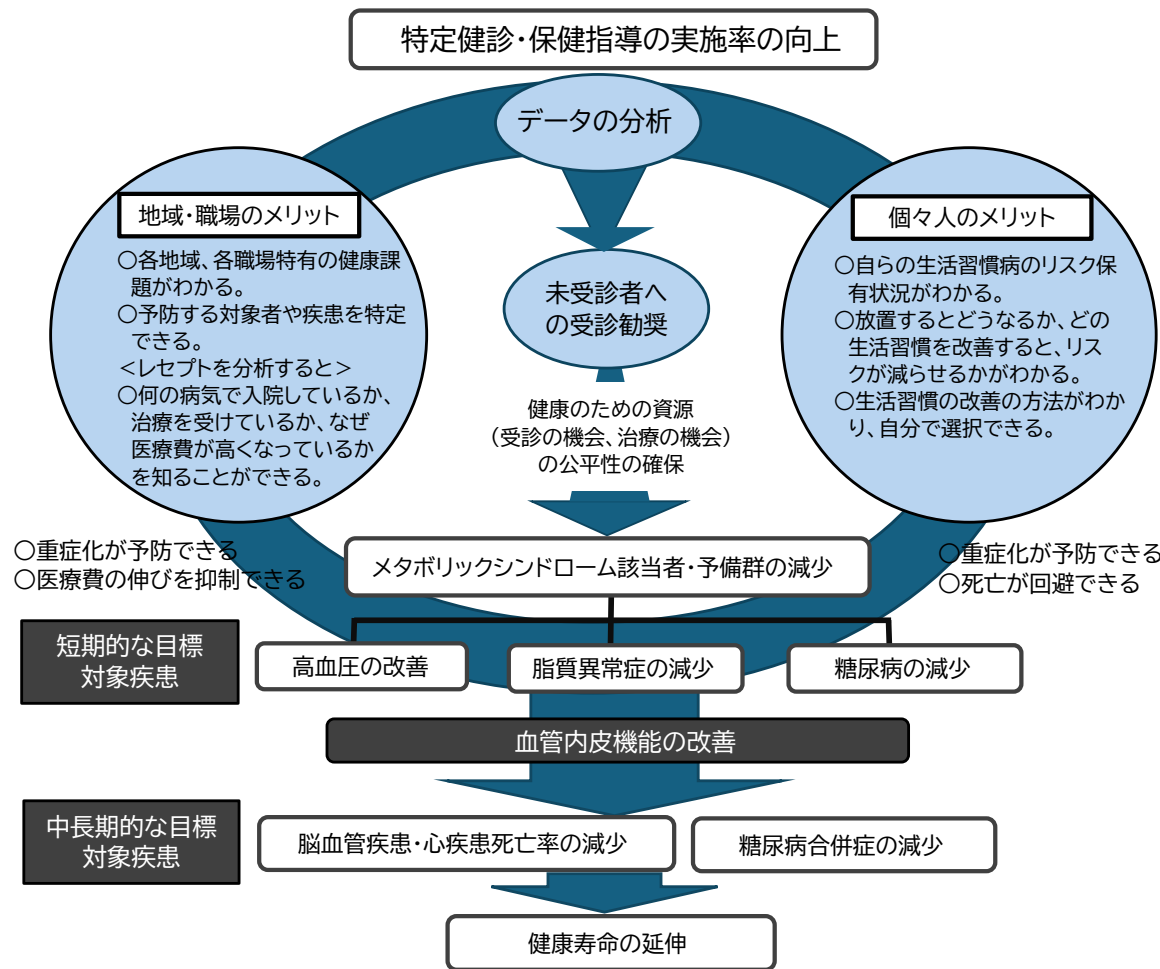 特定健診・保健指導の実施率の向上
データの分析
地域・職場のメリット
○各地域、各職場特有の健康課
題がわかる。
○予防する対象者や疾患を特定
できる。
<レセプトを分析すると>
○何の病気で入院しているか、
治療を受けているか、なぜ
医療費が高くなっているか
を知ることができる。
未受診者へ
の受診勧奨
個々人のメリット
○自らの生活習慣病のリスク保
有状況がわかる。
○放置するとどうなるか、どの
生活習慣を改善すると、リス
クが減らせるかがわかる。
○生活習慣の改善の方法がわか
り、自分で選択できる。
健康のための資源
(受診の機会、治療の機会)
の公平性の確保
○重症化が予防できる
○医療費の伸びを抑制できる
メタボリックシンドローム該当者・予備群の減少
○重症化が予防できる
○死亡が回避できる
短期的な目標
対象疾患
高血圧の改善
脂質異常症の減少
糖尿病の減少
血管内皮機能の改善
中長期的な目標
対象疾患
脳血管疾患・心疾患死亡率の減少
糖尿病合併症の減少
健康寿命の延伸